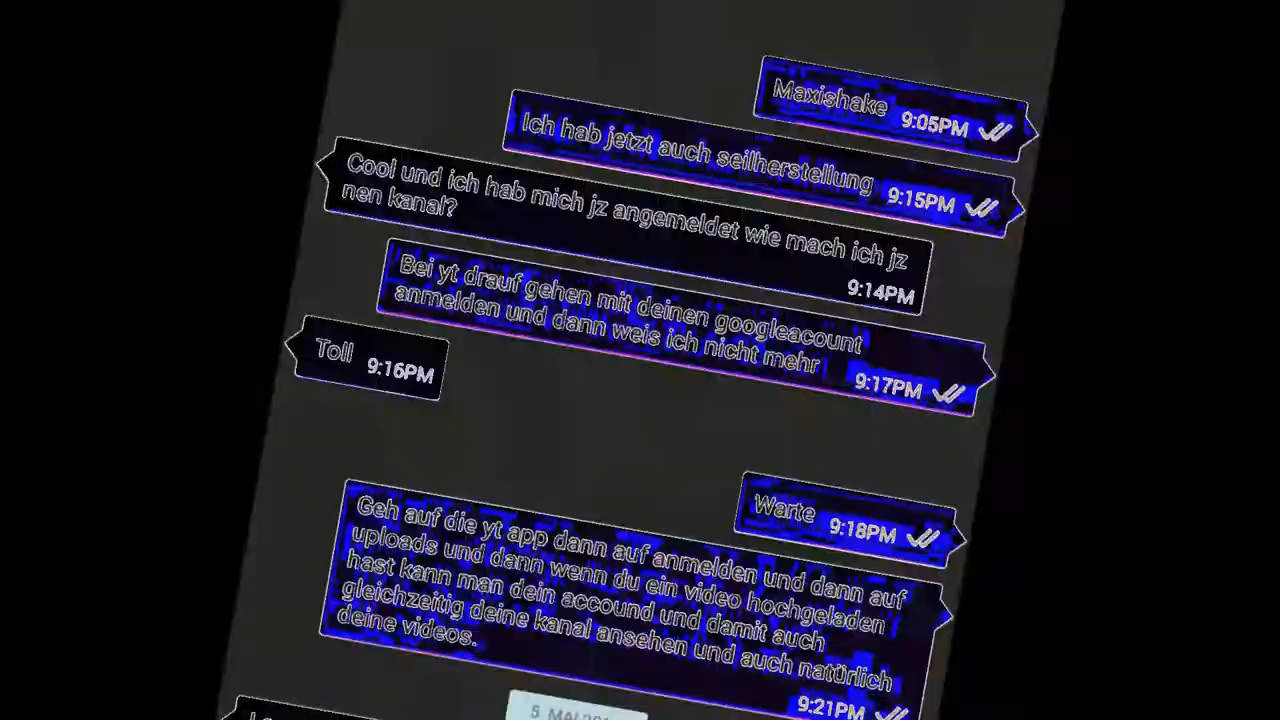 Maxishake
9:05PM
Ich hab jetzt auch seilherstellung
9:15PM
Cool und ich hab mich jz angemeldet wie mach ich jz
nen kanal?
9:14PM
Bei yt drauf gehen mit deinen googleacount
anmelden und dann weis ich nicht mehr
9:17PM
Toll
9:16PM
Warte
9:18PM
Geh auf die yt app dann auf anmelden und dann auf
uploads und dann wenn du ein video hochgeladen
hast kann man dein accound und damit auch
gleichzeitig deine kanal ansehen und auch natürlich
deine videos.
9:21PM
5 MAI